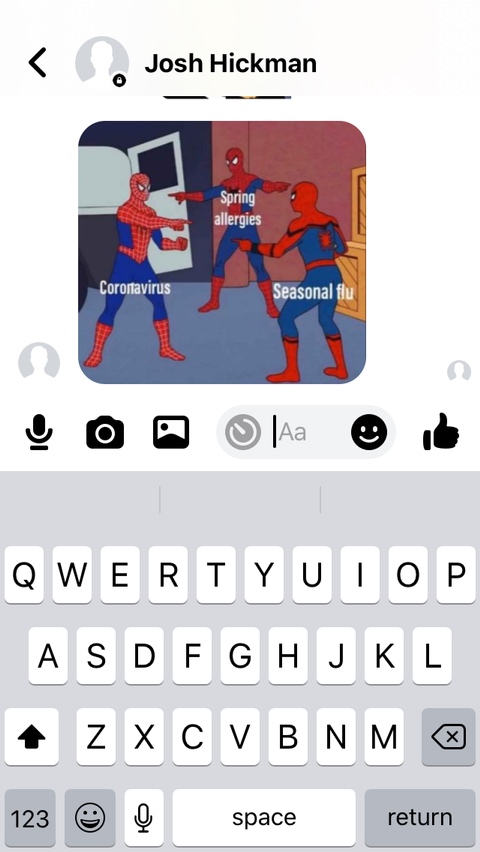 Josh Hickman
Spring
allergies
Coronavirus
Seasonal flu
Aa
Q W E R T Y U I O P
A S D F G H J K L
Z X C V B N M
123 space return